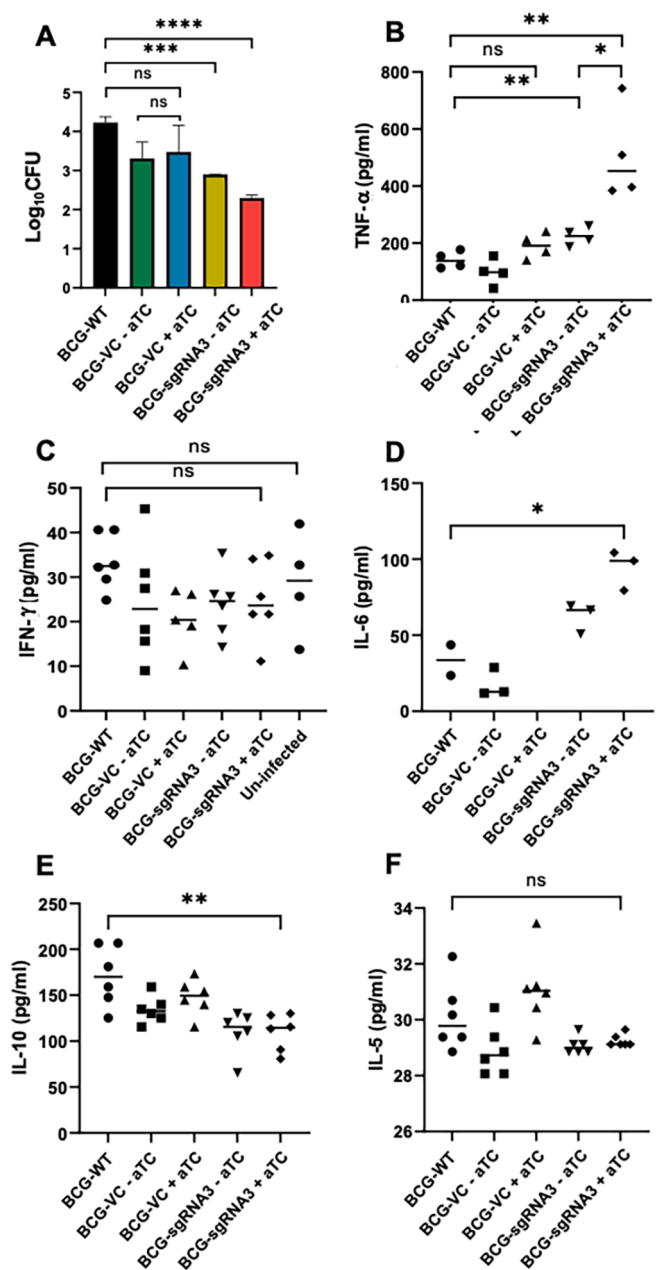 A
****
***
ns
ns
5
4
3
2
1
0
Log10CFU
BCG-WT
BCG-VC - aTC
BCG-VC + aTC
BCG-sgRNA3 - aTC
BCG-sgRNA3 + aTC
B
**
ns
*
**
800
600
400
200
0
TNF-α (pg/ml)
BCG-WT
BCG-VC - aTC
BCG-VC + aTC
BCG-sgRNA3 - aTC
BCG-sgRNA3 + aTC
C
ns
ns
50
40
30
20
10
0
IFN-γ (pg/ml)
BCG-WT
BCG-VC - aTC
BCG-VC + aTC
BCG-sgRNA3 - aTC
BCG-sgRNA3 + aTC
Un-infected
D
*
150
100
50
0
IL-6 (pg/ml)
BCG-WT
BCG-VC - aTC
BCG-VC + aTC
BCG-sgRNA3 - aTC
BCG-sgRNA3 + aTC
E
**
250
200
150
100
50
0
IL-10 (pg/ml)
BCG-WT
BCG-VC - aTC
BCG-VC + aTC
BCG-sgRNA3 - aTC
BCG-sgRNA3 + aTC
F
ns
34
32
30
28
26
IL-5 (pg/ml)
BCG-WT
BCG-VC - aTC
BCG-VC + aTC
BCG-sgRNA3 - aTC
BCG-sgRNA3 + aTC